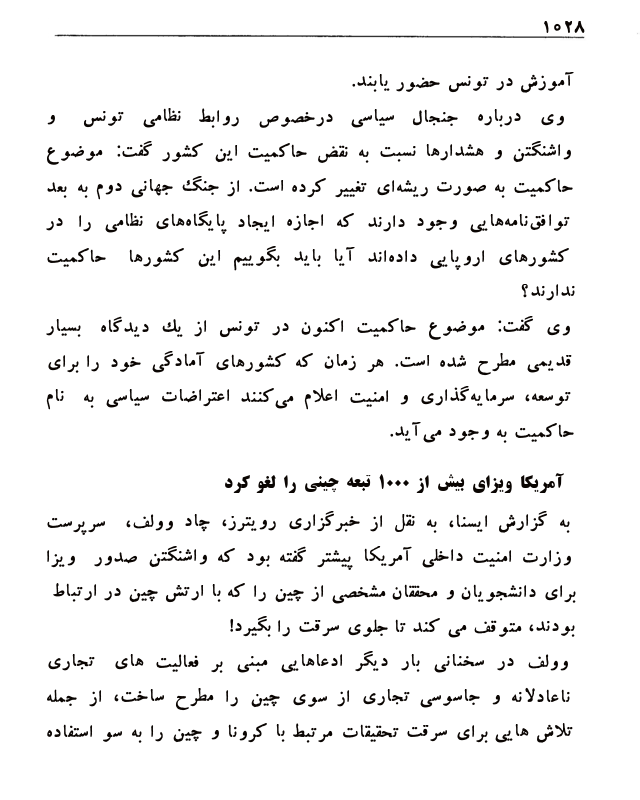 ۱۰۲۸
آموزش در تونس حضور یابند.
وی درباره جنجال سیاسی درخصوص روابط نظامی تونس و
واشنگتن و هشدارها نسبت به نقض حاکمیت این کشور گفت: موضوع
حاکمیت به صورت ریشه‌ای تغییر کرده است. از جنگ جهانی دوم به بعد
توافق‌نامه‌هایی وجود دارند که اجازه ایجاد پایگاه‌های نظامی را در
کشورهای اروپایی داده‌اند آیا باید بگوییم این کشورها حاکمیت
ندارند؟
وی گفت: موضوع حاکمیت اکنون در تونس از یك دیدگاه بسیار
قدیمی مطرح شده است. هر زمان که کشورهای آمادگی خود را برای
توسعه، سرمایه‌گذاری و امنیت اعلام می‌کنند اعتراضات سیاسی به نام
حاکمیت به وجود می‌آید.
آمریکا ویزای بیش از ۱۰۰۰ تبعه چینی را لغو کرد
به گزارش ایسنا، به نقل از خبرگزاری رویترز، چاد وولف، سرپرست
وزارت امنیت داخلی آمریکا پیشتر گفته بود که واشنگتن صدور ویزا
برای دانشجویان و محققان مشخصی از چین را که با ارتش چین در ارتباط
بودند، متوقف می کند تا جلوی سرقت را بگیرد!
وولف در سخنانی بار دیگر ادعاهایی مبنی بر فعالیت های تجاری
ناعادلانه و جاسوسی تجاری از سوی چین را مطرح ساخت، از جمله
تلاش هایی برای سرقت تحقیقات مرتبط با کرونا و چین را به سو استفاده